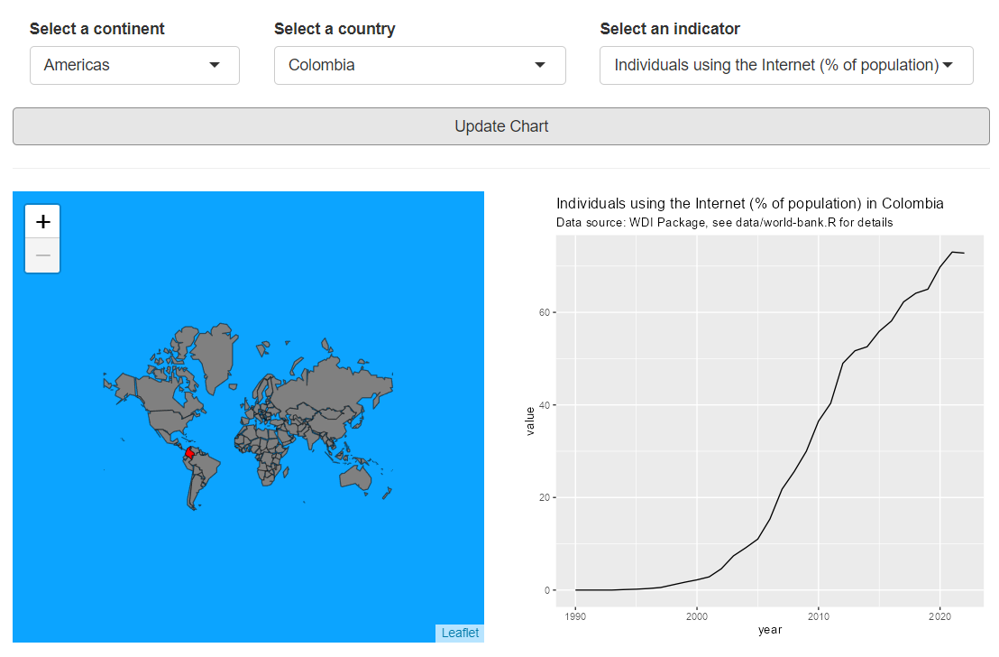 Select a continent
Select a country
Select an indicator
Americas
Colombia
Individuals using the Internet (% of population)
Update Chart
+
−
Leaflet
Individuals using the Internet (% of population) in Colombia
Data source: WDI Package, see data/world-bank.R for details
value
60
40
20
0
1990
2000
2010
2020
year